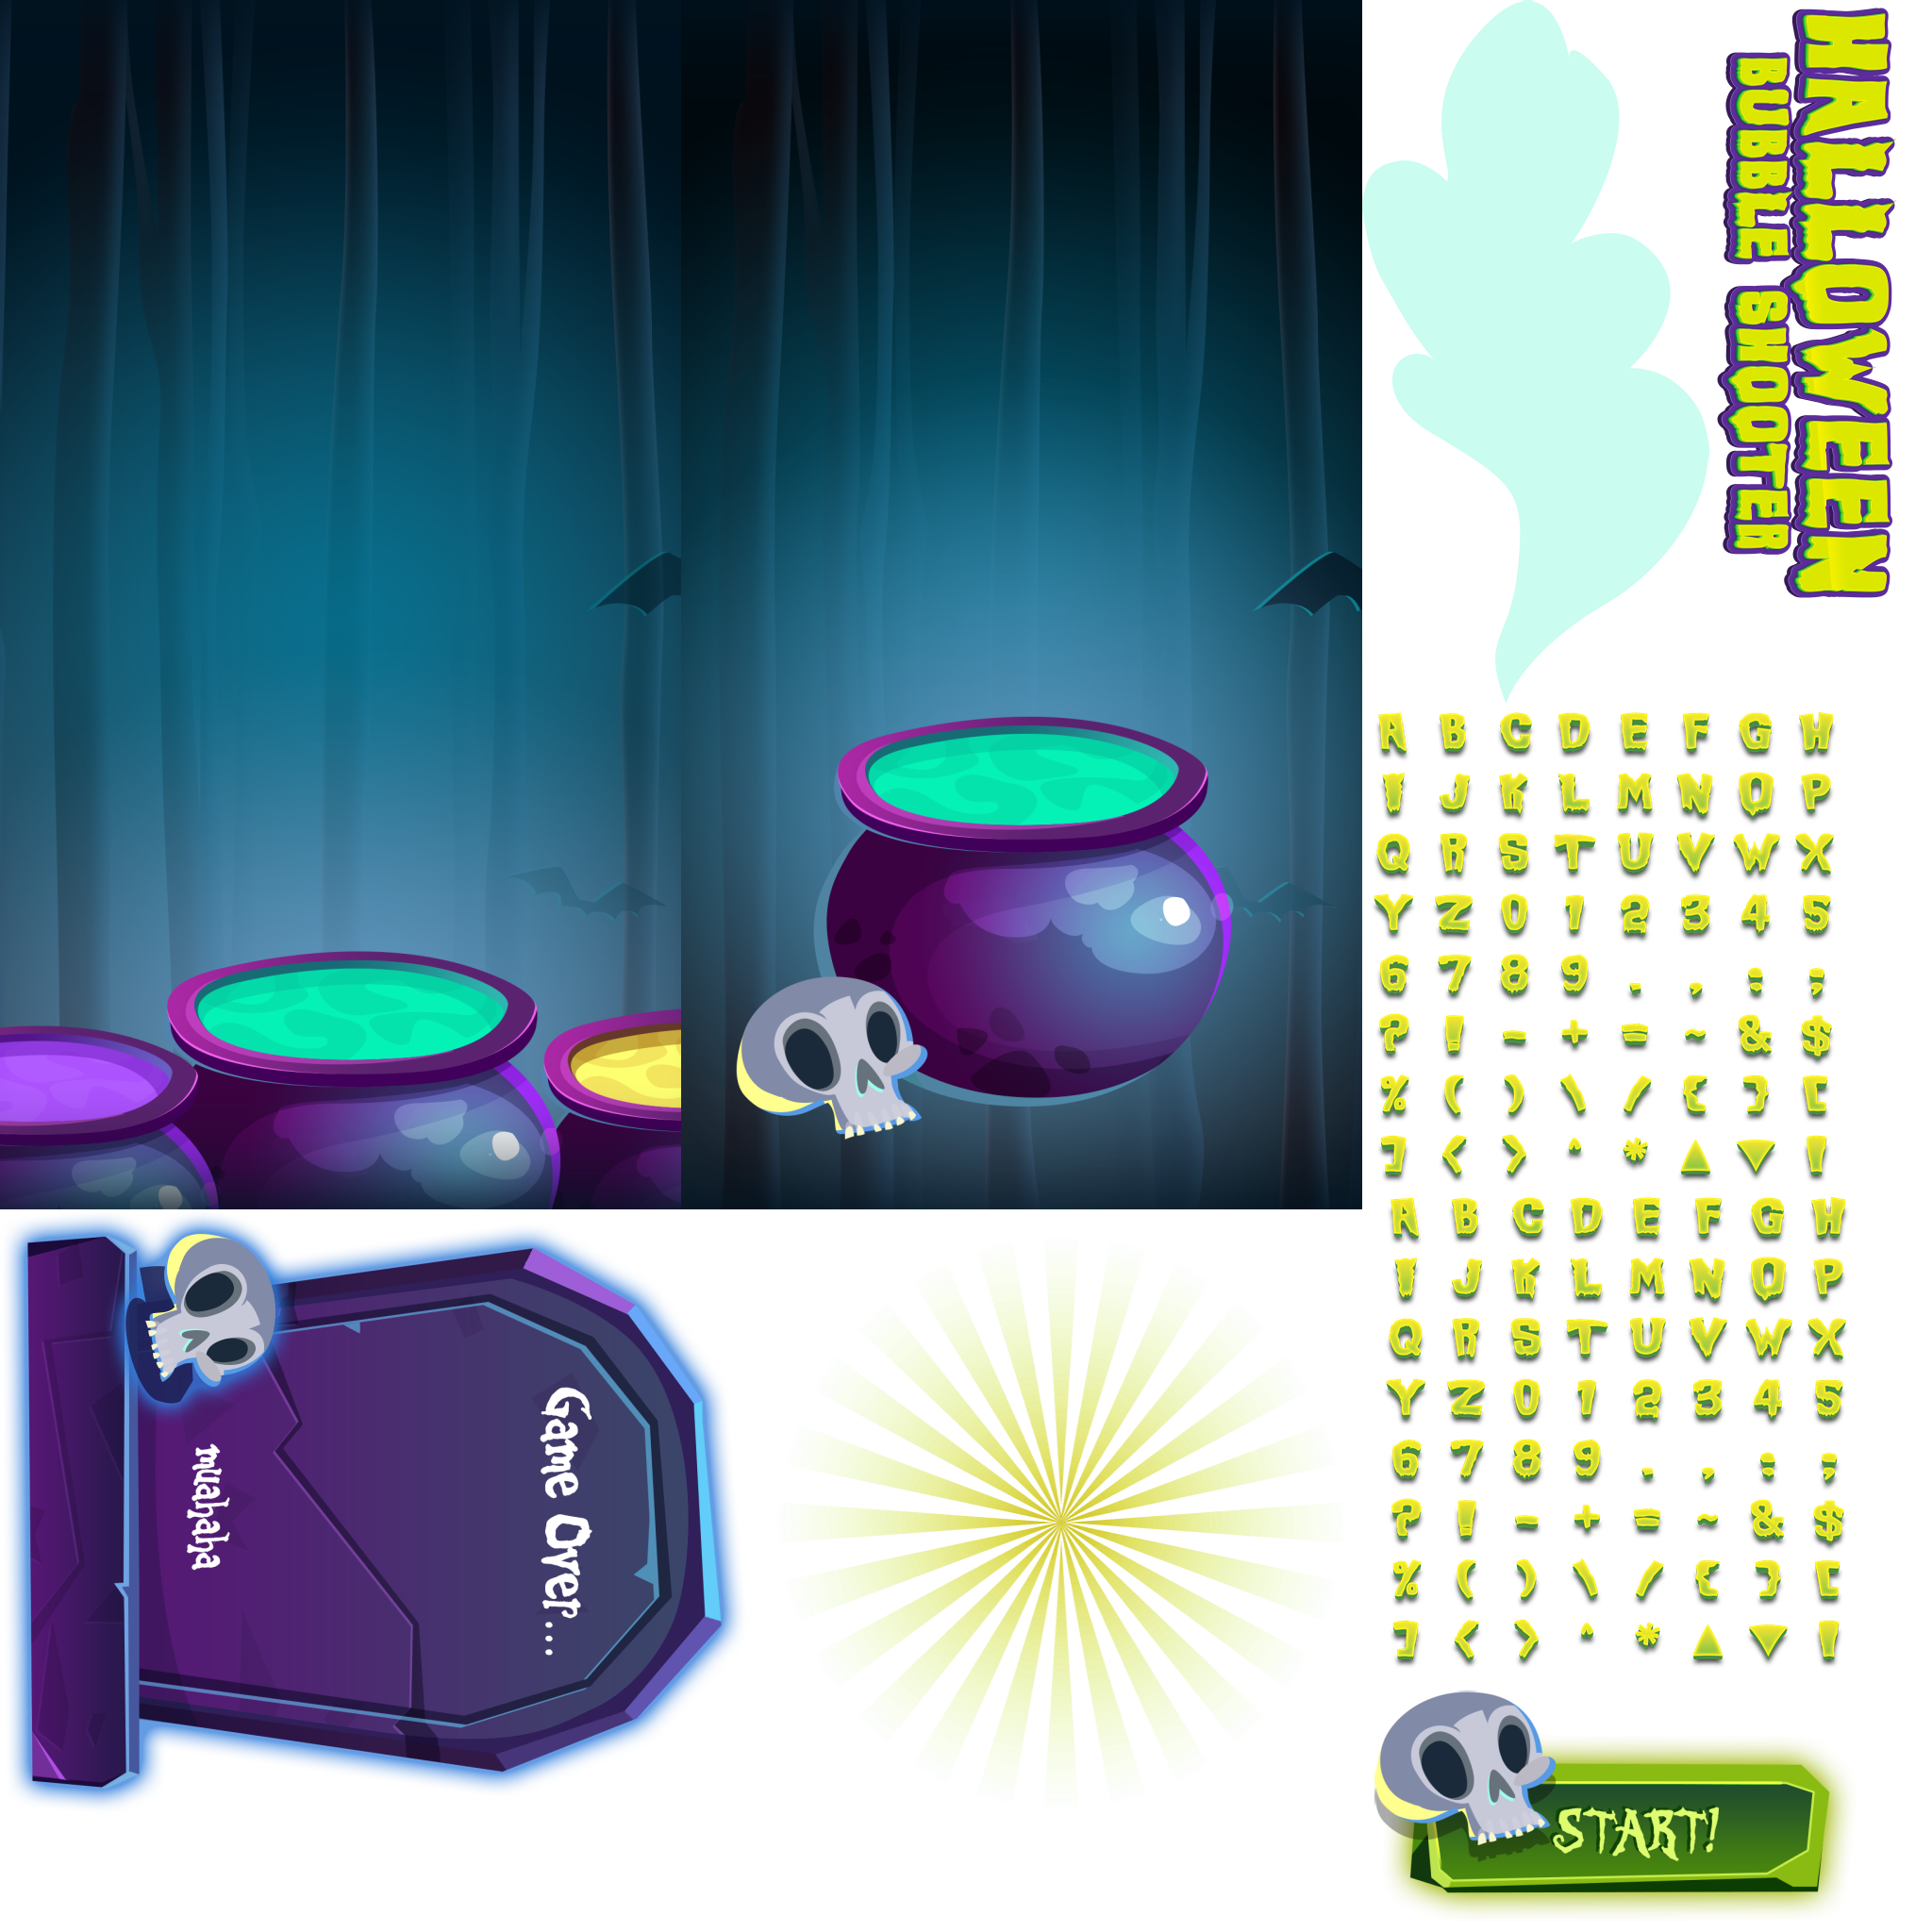 HALLOWEEN
BUBBLE SHOOTER
A B C D E F G H
I J K L M N O P
Q R S T U V W X
Y Z 0 1 2 3 4 5
6 7 8 9 . , : ;
? ! - + = ~ & $
% ( ) \ / { } [
] < > ^ * ▲ ▼ !
A B C D E F G H
I J K L M N O P
Q R S T U V W X
Y Z 0 1 2 3 4 5
6 7 8 9 . , : ;
? ! - + = ~ & $
% ( ) \ / { } [
] < > ^ * ▲ ▼ !
Game Over...
muahaha
START!